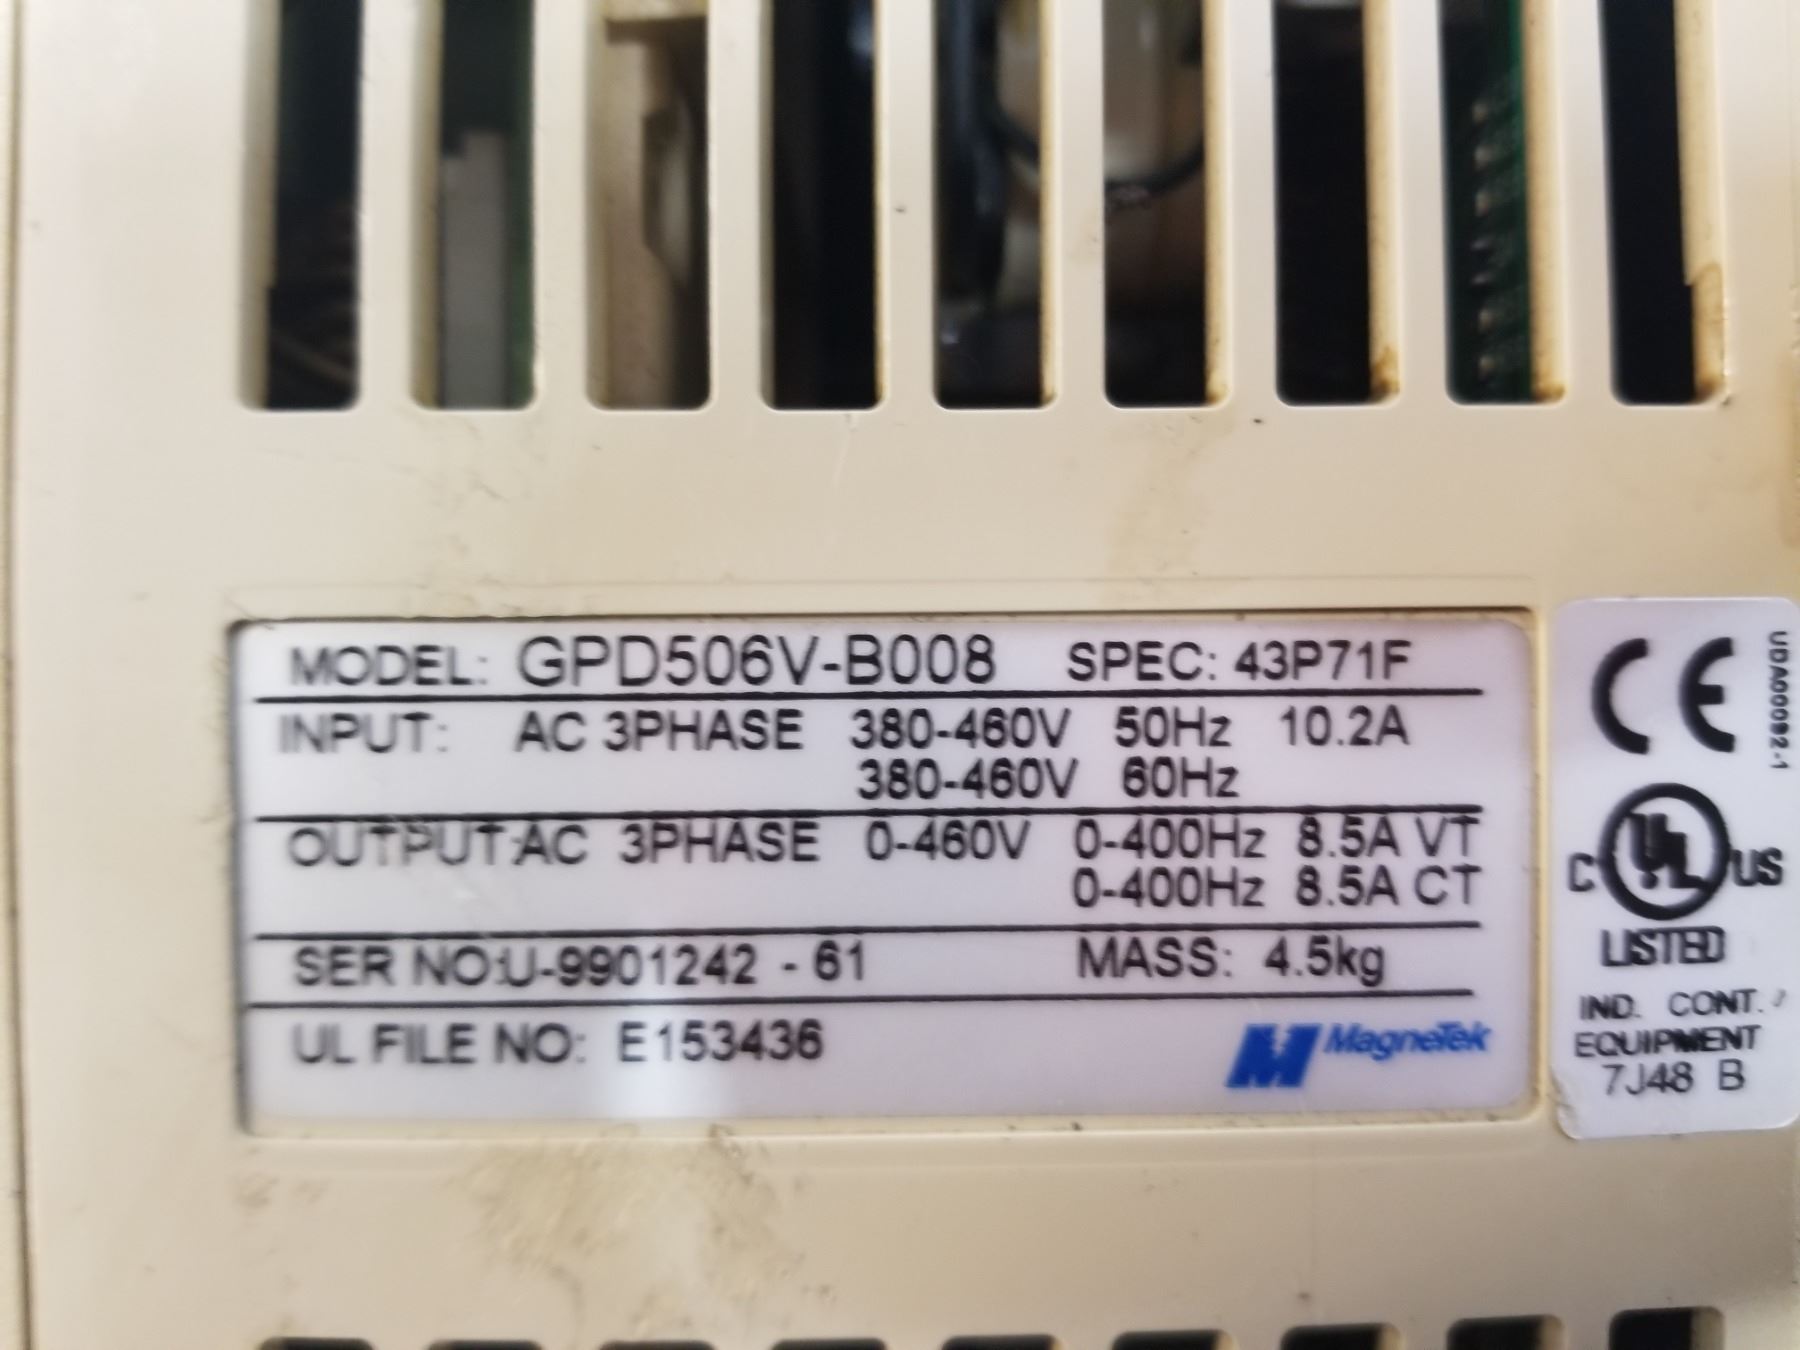 MODEL: GPD506V-B008 SPEC: 43P71F
INPUT: AC 3PHASE 380-460V 50Hz 10.2A
380-460V 60Hz
OUTPUT:AC 3PHASE 0-460V 0-400Hz 8.5A VT
0-400Hz 8.5A CT
SER NO:U-9901242 - 61 MASS: 4.5kg
UL FILE NO: E153436
MagneTek
CE
UDA00092-1
C UL US
LISTED
IND. CONT.
EQUIPMENT
7J48 B